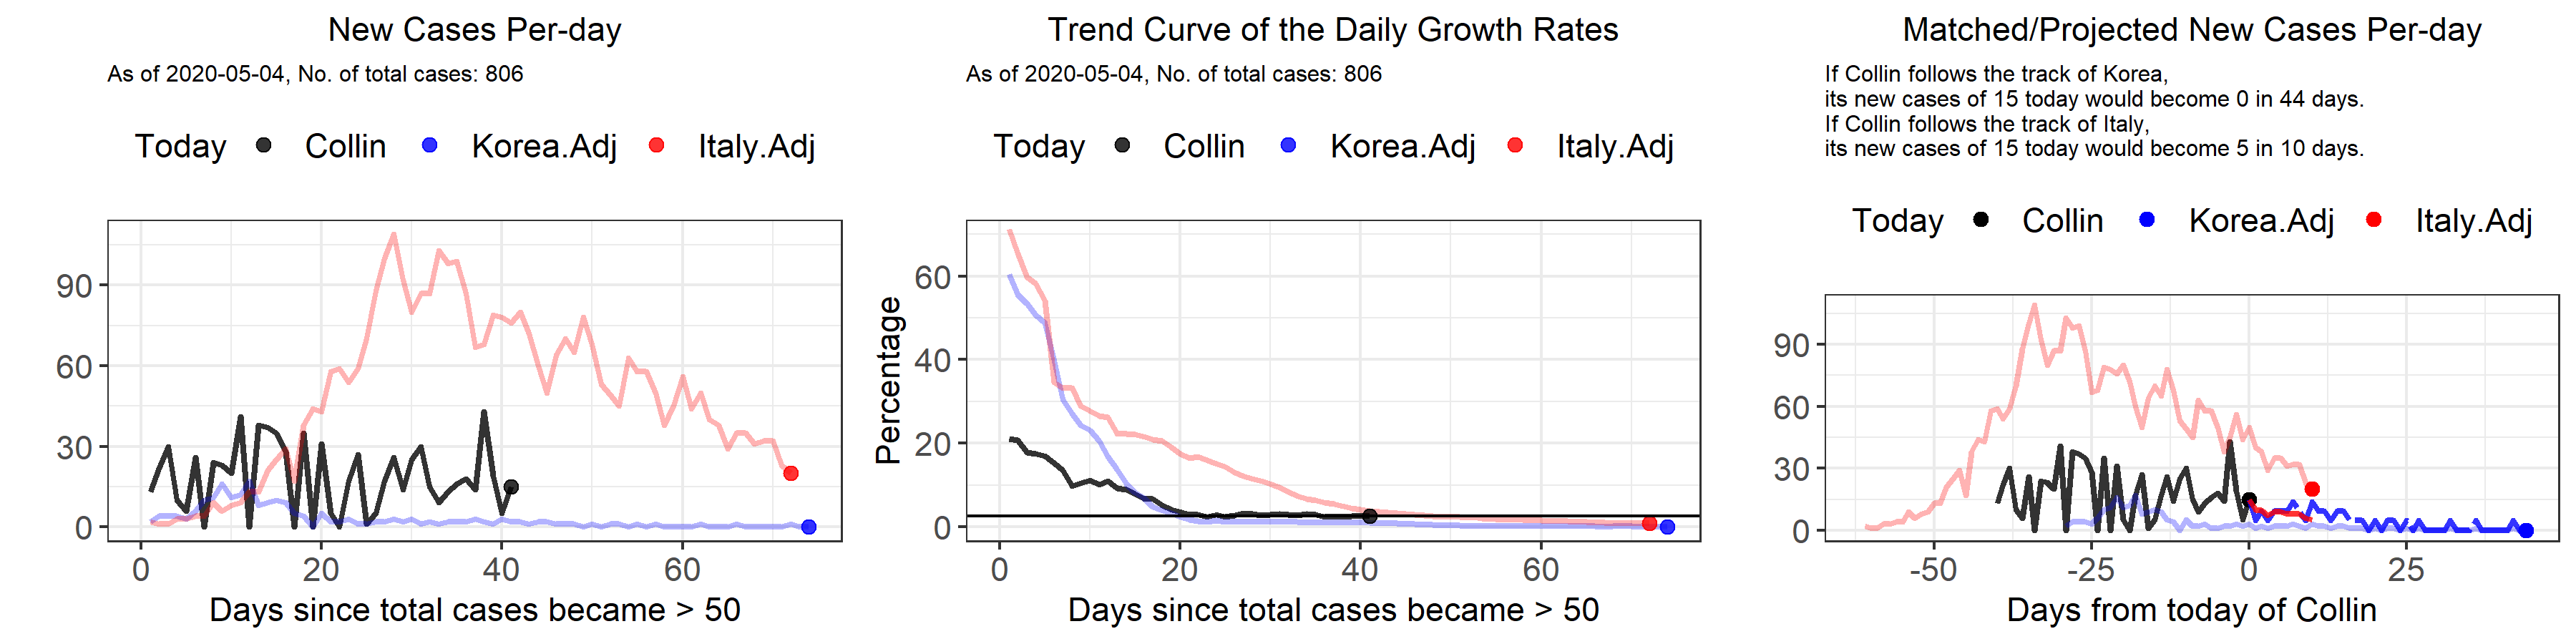 New Cases Per-day
As of 2020-05-04, No. of total cases: 806
Today Collin Korea.Adj Italy.Adj
90
60
30
0
0 20 40 60
Days since total cases became > 50
Trend Curve of the Daily Growth Rates
As of 2020-05-04, No. of total cases: 806
Today Collin Korea.Adj Italy.Adj
Percentage
60
40
20
0
0 20 40 60
Days since total cases became > 50
Matched/Projected New Cases Per-day
If Collin follows the track of Korea,
its new cases of 15 today would become 0 in 44 days.
If Collin follows the track of Italy,
its new cases of 15 today would become 5 in 10 days.
Today Collin Korea.Adj Italy.Adj
90
60
30
0
-50 -25 0 25
Days from today of Collin